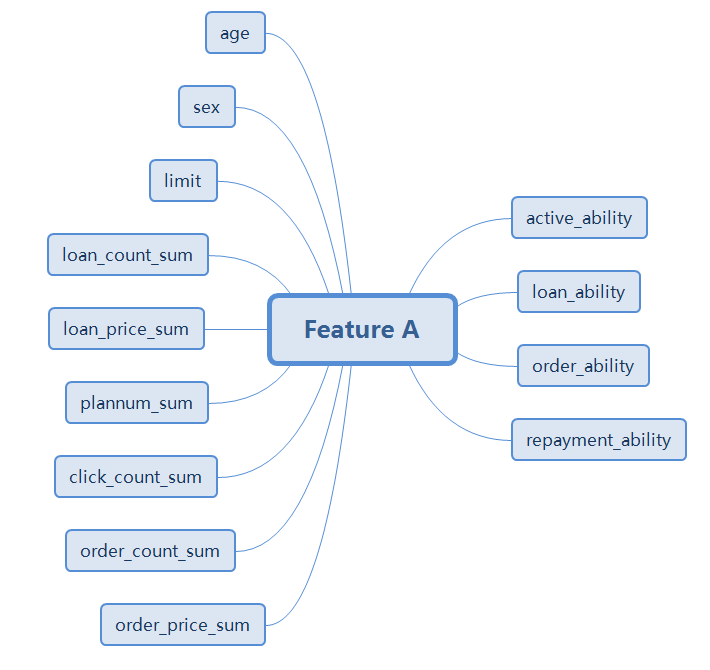 age
sex
limit
loan_count_sum
loan_price_sum
plannum_sum
click_count_sum
order_count_sum
order_price_sum
Feature A
active_ability
loan_ability
order_ability
repayment_ability